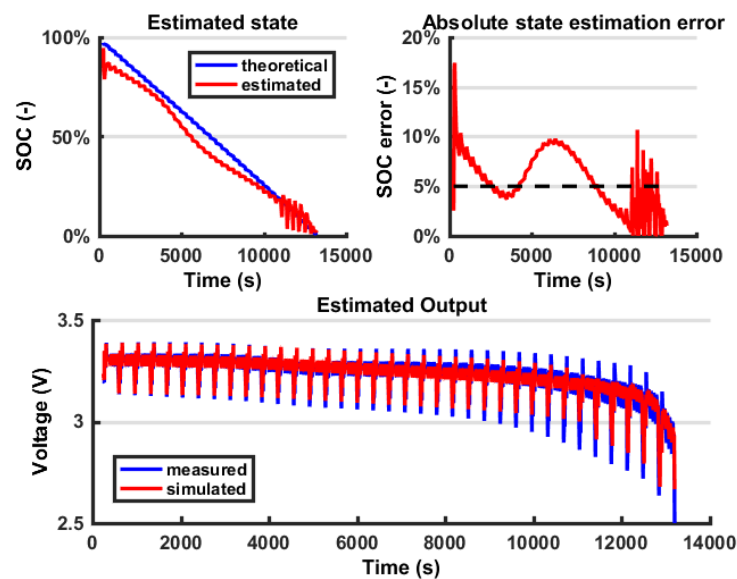 Estimated state
100%
50%
0%
SOC (-)
theoretical
estimated
0
5000
10000
15000
Time (s)
Absolute state estimation error
20%
15%
10%
5%
0%
SOC error (-)
0
5000
10000
15000
Time (s)
Estimated Output
3.5
3
2.5
Voltage (V)
measured
simulated
0
2000
4000
6000
8000
10000
12000
14000
Time (s)